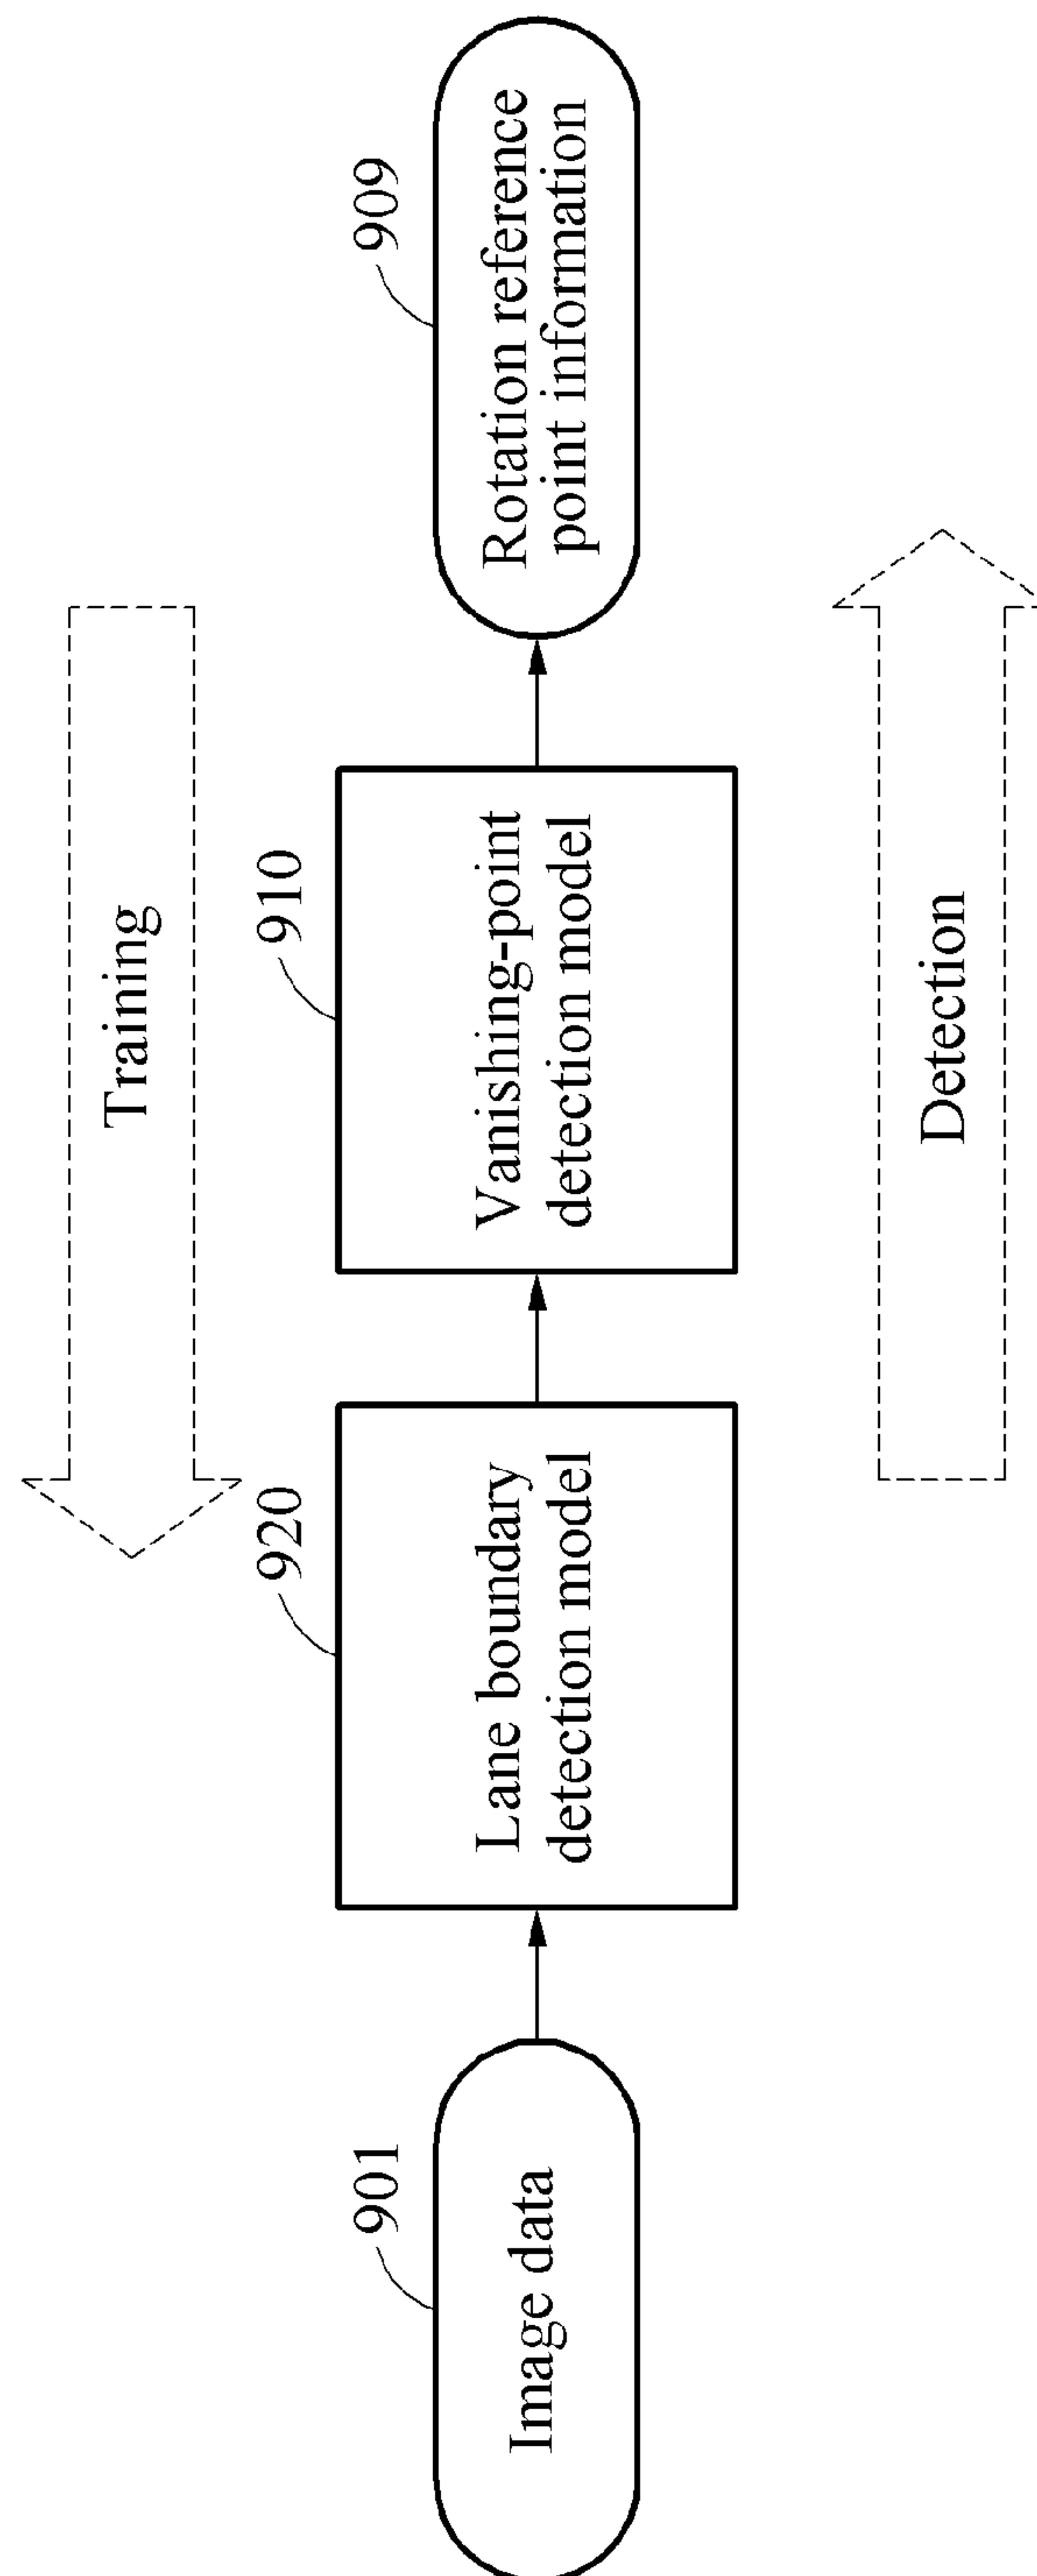 Training
920
910
909
901
Image data
Lane boundary
detection model
Vanishing-point
detection model
Rotation reference
point information
Detection